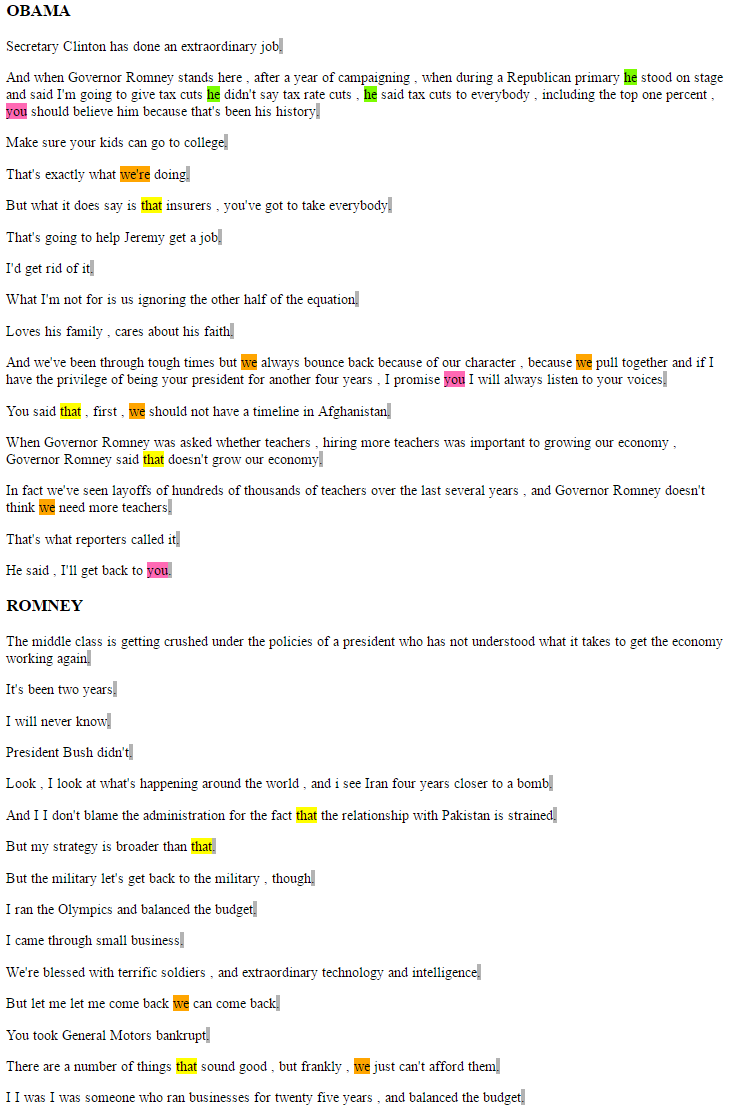 OBAMA
Secretary Clinton has done an extraordinary job.
And when Governor Romney stands here , after a year of campaigning , when during a Republican primary he stood on stage
and said I'm going to give tax cuts he didn't say tax rate cuts , he said tax cuts to everybody , including the top one percent ,
you should believe him because that's been his history.
Make sure your kids can go to college.
That's exactly what we're doing.
But what it does say is that insurers , you've got to take everybody.
That's going to help Jeremy get a job.
I'd get rid of it.
What I'm not for is us ignoring the other half of the equation.
Loves his family , cares about his faith.
And we've been through tough times but we always bounce back because of our character , because we pull together and if I
have the privilege of being your president for another four years , I promise you I will always listen to your voices.
You said that , first , we should not have a timeline in Afghanistan.
When Governor Romney was asked whether teachers , hiring more teachers was important to growing our economy ,
Governor Romney said that doesn't grow our economy.
In fact we've seen layoffs of hundreds of thousands of teachers over the last several years , and Governor Romney doesn't
think we need more teachers.
That's what reporters called it.
He said , I'll get back to you.
ROMNEY
The middle class is getting crushed under the policies of a president who has not understood what it takes to get the economy
working again.
It's been two years.
I will never know.
President Bush didn't.
Look , I look at what's happening around the world , and i see Iran four years closer to a bomb.
And I I don't blame the administration for the fact that the relationship with Pakistan is strained.
But my strategy is broader than that.
But the military let's get back to the military , though.
I ran the Olympics and balanced the budget.
I came through small business.
We're blessed with terrific soldiers , and extraordinary technology and intelligence.
But let me let me come back we can come back.
You took General Motors bankrupt.
There are a number of things that sound good , but frankly , we just can't afford them.
I I was I was someone who ran businesses for twenty five years , and balanced the budget.